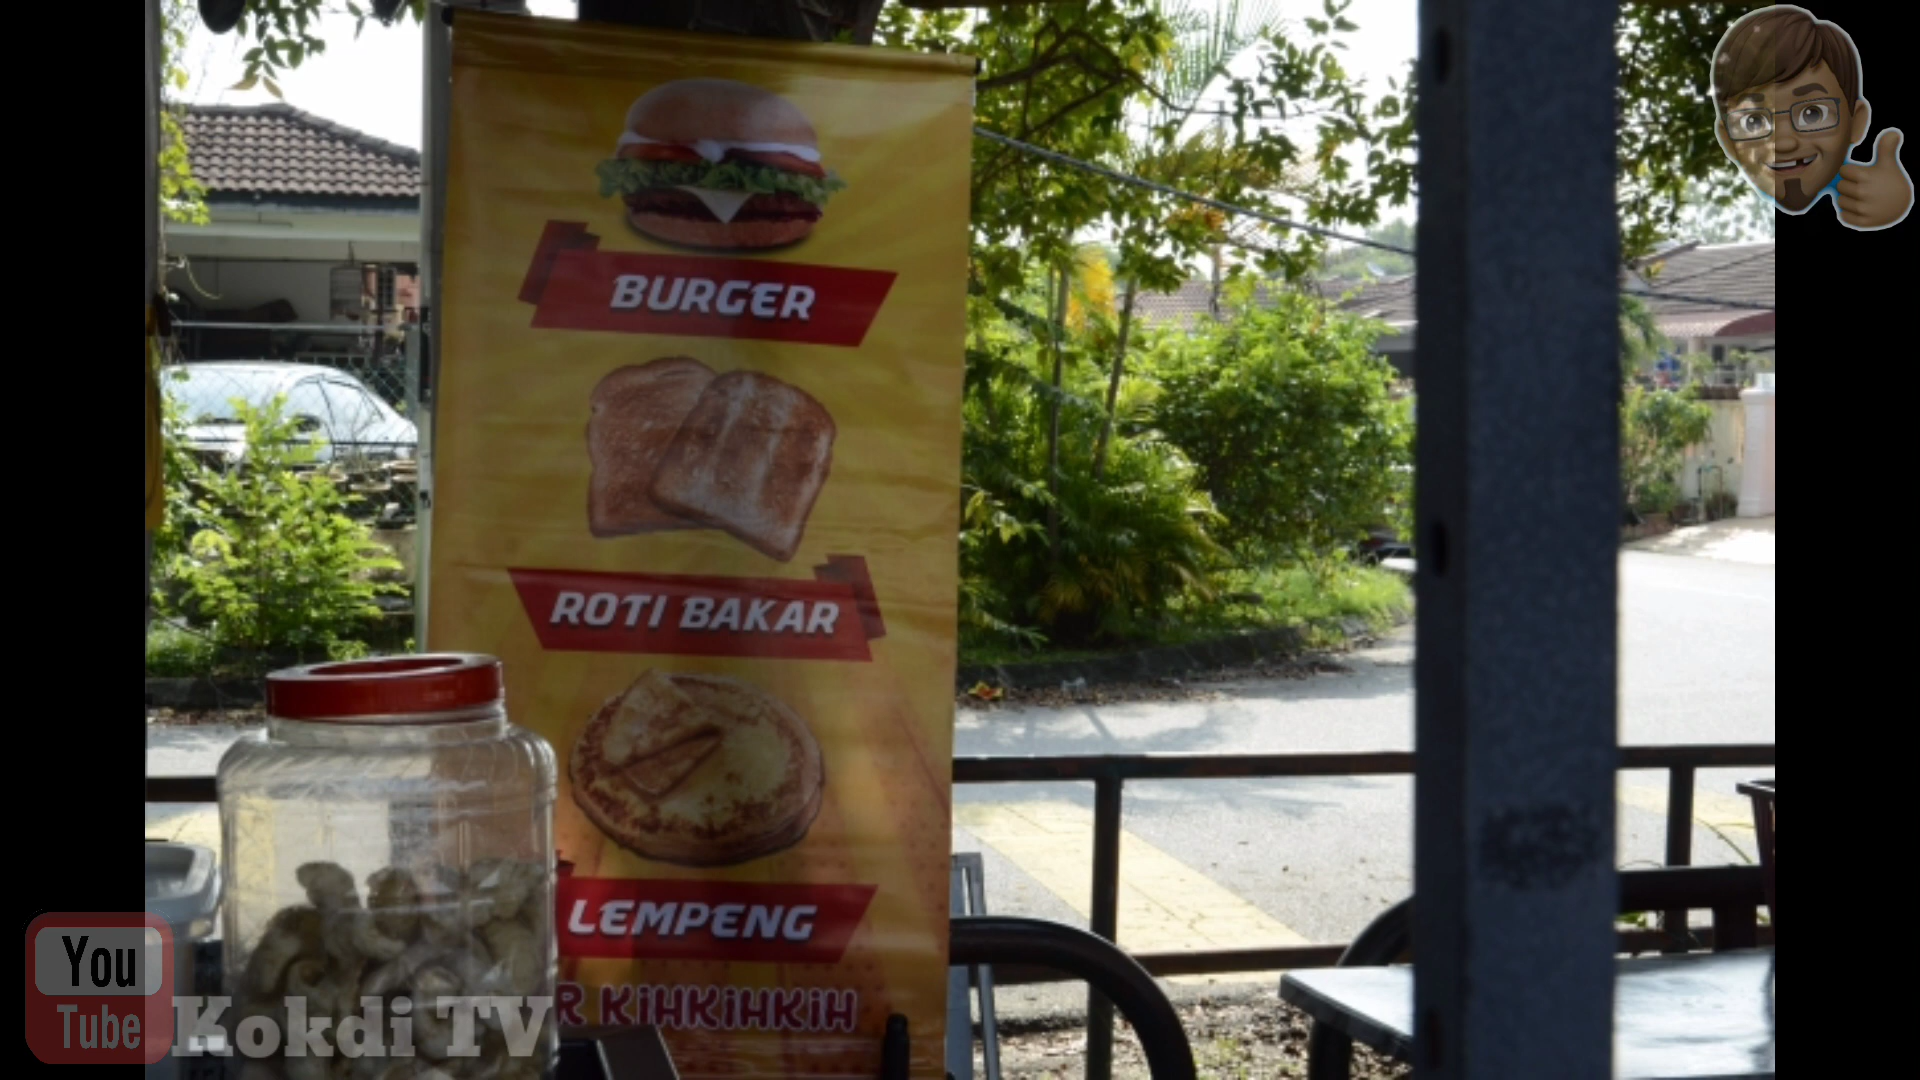 BURGER
ROTI BAKAR
LEMPENG
R KiHKiHKiH
You
Tube
Kokdi TV